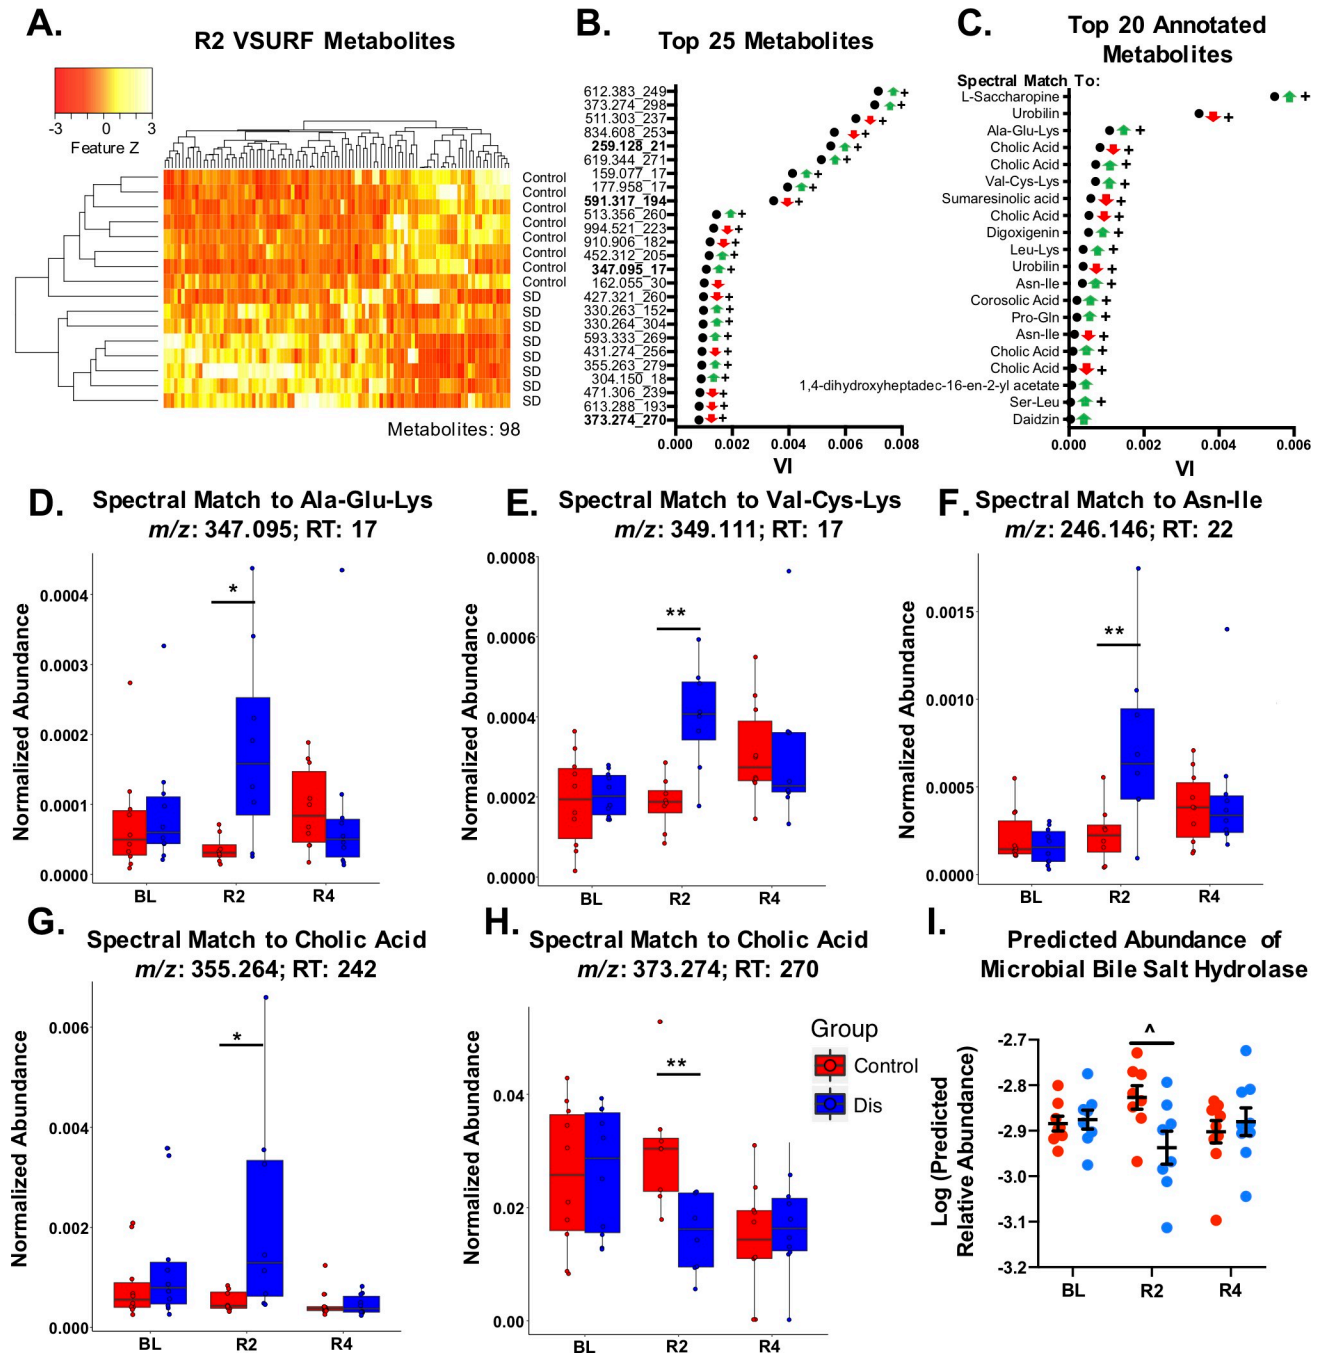 A.
R2 VSURF Metabolites
-3 0 3
Feature Z
Control
Control
Control
Control
Control
Control
Control
Control
SD
SD
SD
SD
SD
SD
SD
SD
Metabolites: 98
B.
Top 25 Metabolites
612.383_249
373.274_298
511.303_237
834.608_253
259.128_21
619.344_271
159.077_17
177.958_17
591.317_194
513.356_260
994.521_223
910.906_182
452.312_205
347.095_17
162.055_30
427.321_260
330.263_152
330.264_304
593.333_269
431.274_256
355.263_279
304.150_18
471.306_239
613.288_193
373.274_270
0.000 0.002 0.004 0.006 0.008
VI
C.
Top 20 Annotated
Metabolites
Spectral Match To:
L-Saccharopine
Urobilin
Ala-Glu-Lys
Cholic Acid
Cholic Acid
Val-Cys-Lys
Sumaresinolic acid
Cholic Acid
Digoxigenin
Leu-Lys
Urobilin
Asn-Ile
Corosolic Acid
Pro-Gln
Asn-Ile
Cholic Acid
Cholic Acid
1,4-dihydroxyheptadec-16-en-2-yl acetate
Ser-Leu
Daidzin
0.000 0.002 0.004 0.006
VI
D.
Spectral Match to Ala-Glu-Lys
m/z: 347.095; RT: 17
Normalized Abundance
0.0004
0.0003
0.0002
0.0001
0.0000
*
BL R2 R4
E.
Spectral Match to Val-Cys-Lys
m/z: 349.111; RT: 17
Normalized Abundance
0.0008
0.0006
0.0004
0.0002
0.0000
**
BL R2 R4
F.
Spectral Match to Asn-Ile
m/z: 246.146; RT: 22
Normalized Abundance
0.0015
0.0010
0.0005
0.0000
**
BL R2 R4
G.
Spectral Match to Cholic Acid
m/z: 355.264; RT: 242
Normalized Abundance
0.006
0.004
0.002
0.000
*
BL R2 R4
H.
Spectral Match to Cholic Acid
m/z: 373.274; RT: 270
Normalized Abundance
0.04
0.02
0.00
**
BL R2 R4
Group
Control
Dis
I.
Predicted Abundance of
Microbial Bile Salt Hydrolase
Log (Predicted
Relative Abundance)
-2.7
-2.8
-2.9
-3.0
-3.1
-3.2
^
BL R2 R4